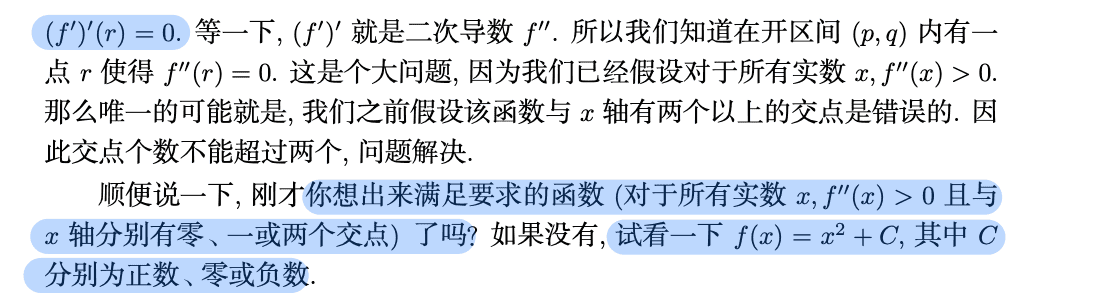 (f′)′(r) = 0. 等一下, (f′)′ 就是二次导数 f″. 所以我们知道在开区间 (p, q) 内有一
点 r 使得 f″(r) = 0. 这是个大问题, 因为我们已经假设对于所有实数 x, f″(x) > 0.
那么唯一的可能就是, 我们之前假设该函数与 x 轴有两个以上的交点是错误的. 因
此交点个数不能超过两个, 问题解决.
顺便说一下, 刚才你想出来满足要求的函数 (对于所有实数 x, f″(x) > 0 且与
x 轴分别有零、一或两个交点) 了吗? 如果没有, 试看一下 f(x) = x² + C, 其中 C
分别为正数、零或负数.